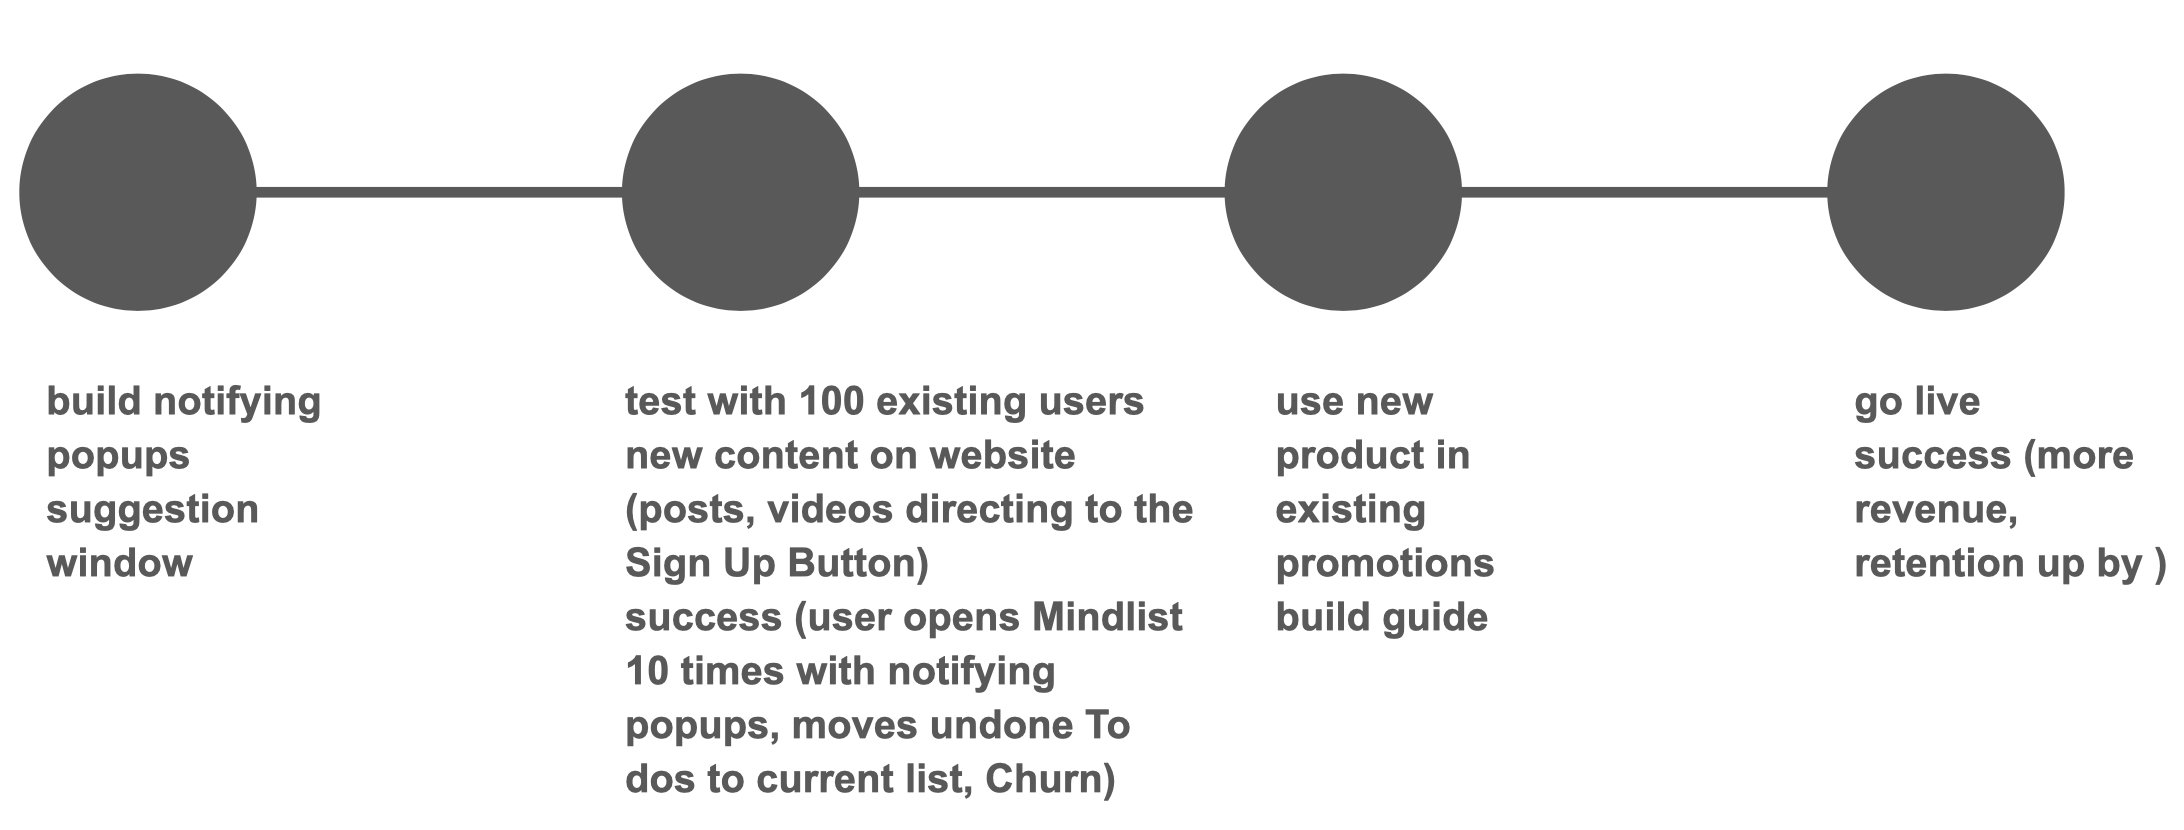 build notifying
popups
suggestion
window
test with 100 existing users
new content on website
(posts, videos directing to the
Sign Up Button)
success (user opens Mindlist
10 times with notifying
popups, moves undone To
dos to current list, Churn)
use new
product in
existing
promotions
build guide
go live
success (more
revenue,
retention up by )